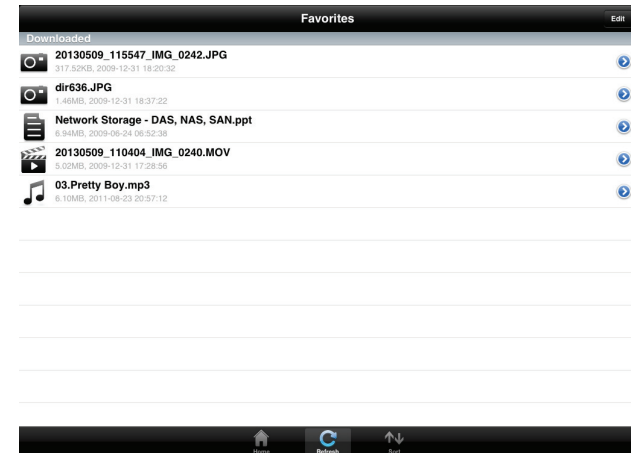 Favorites
Edit
Downloaded
20130509_115547_IMG_0242.JPG
317.52KB, 2009-12-31 18:20:32
dir636.JPG
1.46MB, 2009-12-31 18:37:22
Network Storage - DAS, NAS, SAN.ppt
6.94MB, 2009-06-24 06:52:38
20130509_110404_IMG_0240.MOV
5.02MB, 2009-12-31 17:28:56
03.Pretty Boy.mp3
6.10MB, 2011-08-23 20:57:12
Home
Refresh
Sort